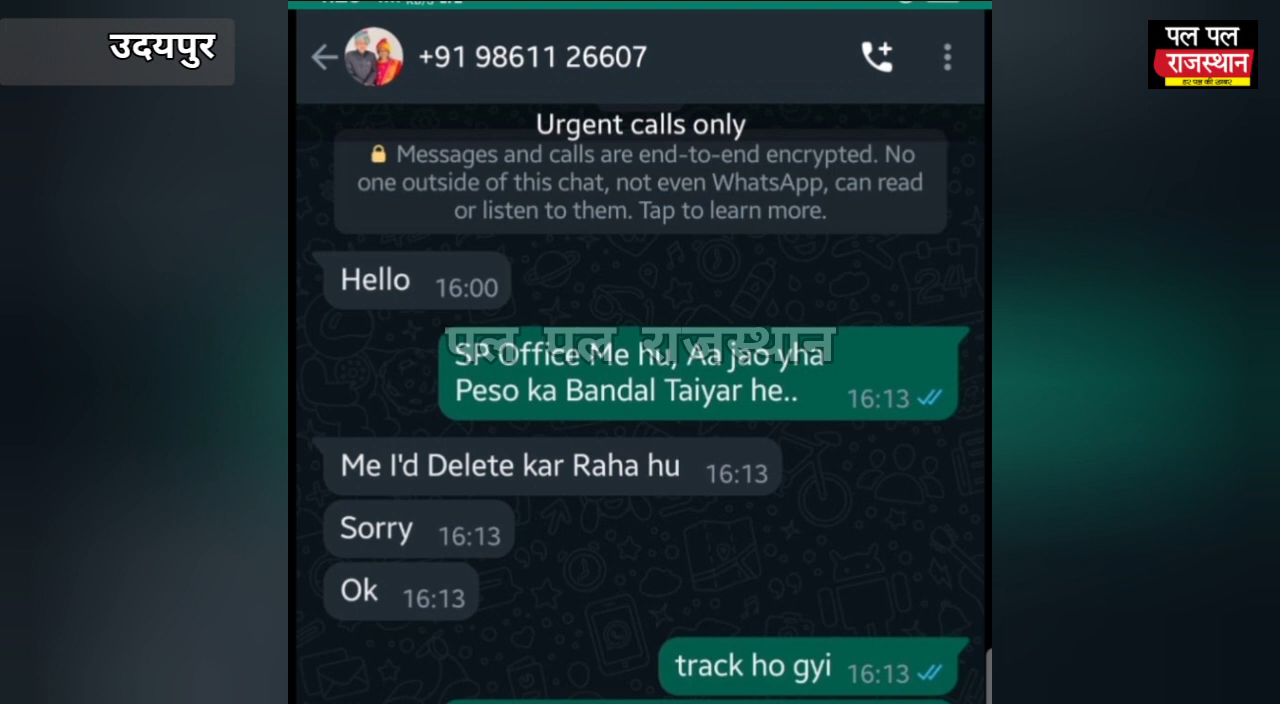 उदयपुर
पल पल
राजस्थान
हर पल की खबर
+91 98611 26607
Urgent calls only
Messages and calls are end-to-end encrypted. No
one outside of this chat, not even WhatsApp, can read
or listen to them. Tap to learn more.
Hello 16:00
पल पल राजस्थान
SP Office Me hu, Aa jao yha
Peso ka Bandal Taiyar he.. 16:13
Me I'd Delete kar Raha hu 16:13
Sorry 16:13
Ok 16:13
track ho gyi 16:13